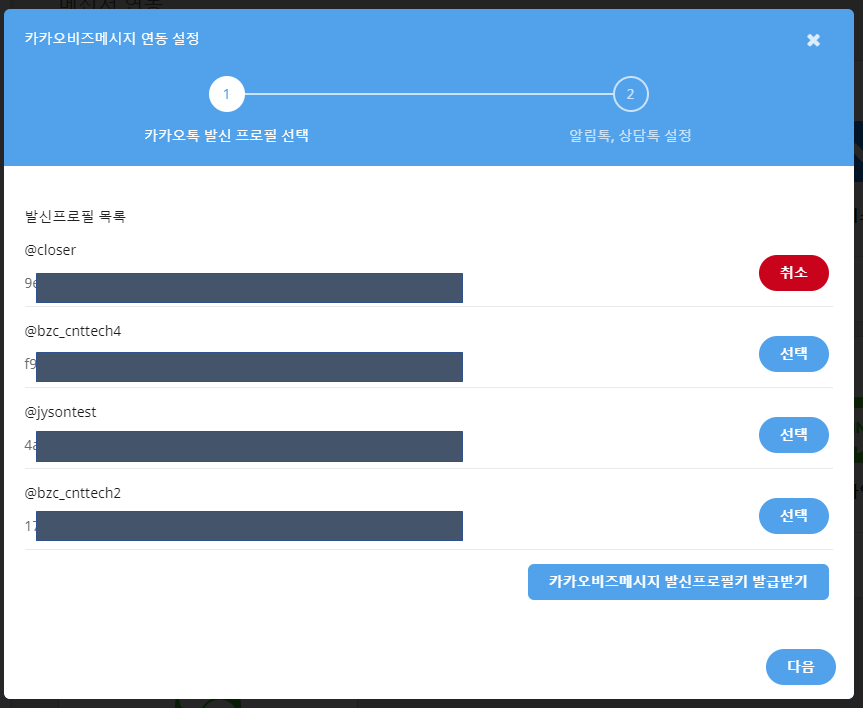 카카오비즈메시지 연동 설정
✖
1
2
카카오톡 발신 프로필 선택
알림톡, 상담톡 설정
발신프로필 목록
@closer
9e
취소
@bzc_cnttech4
f9
선택
@jysontest
4a
선택
@bzc_cnttech2
17
선택
카카오비즈메시지 발신프로필키 발급받기
다음